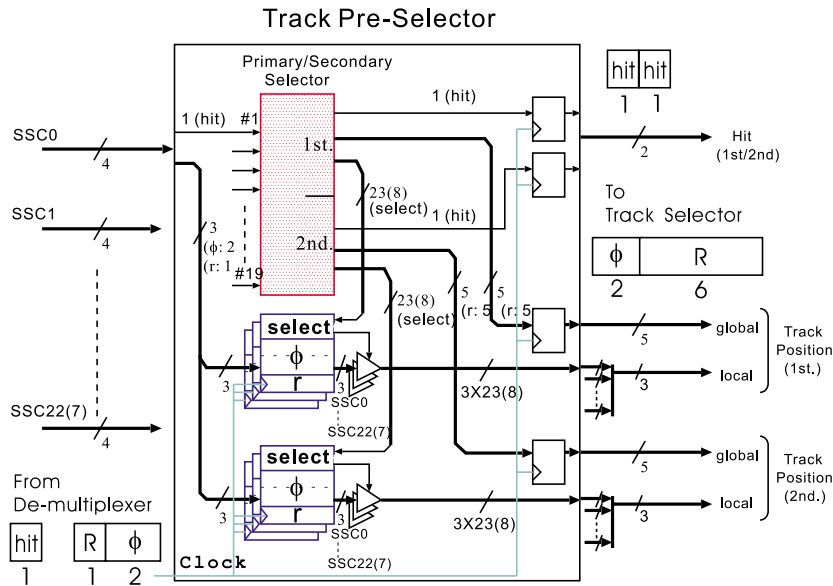 Track Pre-Selector
Primary/Secondary
Selector
hit hit
1 1
1 (hit)
#1
1 (hit)
SSC0
4
1st.
2
Hit
(1st/2nd)
23(8)
(select)
To
Track Selector
SSC1
4
3
(ϕ: 2
(r: 1
1 (hit)
2nd.
ϕ R
2 6
#19
23(8)
(select)
5
(r: 5
5
(r: 5
select
ϕ
r
3
3
SSC0
SSC22(7)
3X23(8)
5
global
3
local
Track
Position
(1st.)
SSC22(7)
4
select
ϕ
r
3
3
SSC0
SSC22(7)
3X23(8)
5
global
3
local
Track
Position
(2nd.)
From
De-multiplexer
hit R ϕ
1 1 2
Clock